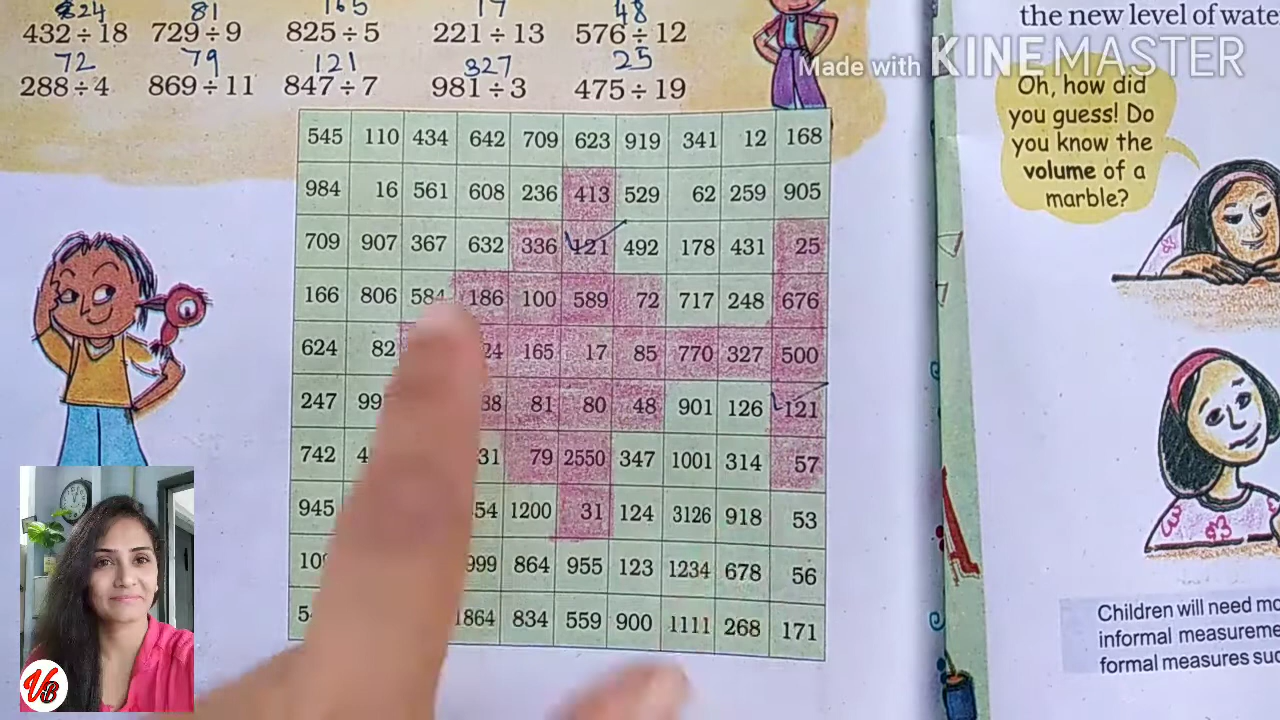 824 81 165 17 48
432÷18 729÷9 825÷5 221÷13 576÷12
72 79 121 327 25
288÷4 869÷11 847÷7 981÷3 475÷19
545 110 434 642 709 623 919 341 12 168
984 16 561 608 236 413 529 62 259 905
709 907 367 632 336 121 492 178 431 25
166 806 584 186 100 589 72 717 248 676
624 82 24 165 17 85 770 327 500
247 81 80 48 901 126 121
742 79 2550 347 1001 314 57
945 1200 31 124 3126 918 53
999 864 955 123 1234 678 56
1864 834 559 900 1111 268 171
the new level of wate
Made with KINEMASTER
Oh, how did
you guess! Do
you know the
volume of a
marble?
Children will need mo
informal measureme
formal measures suc
VB